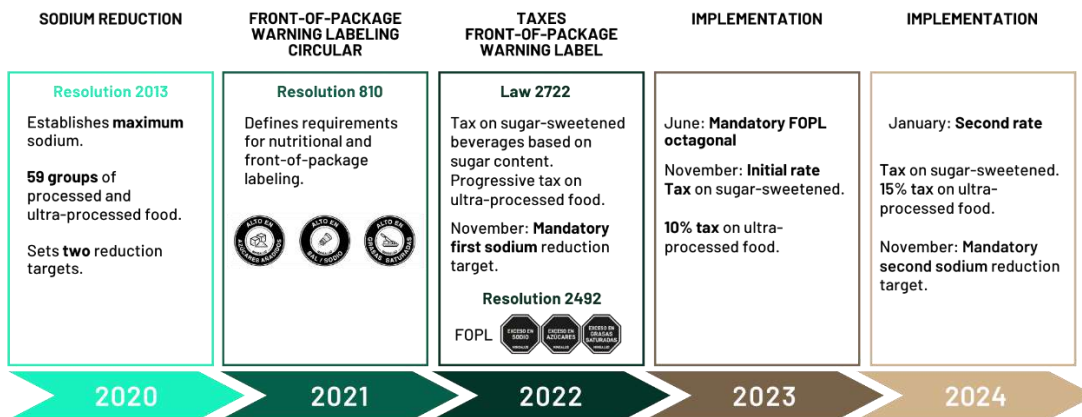 SODIUM REDUCTION
Resolution 2013
Establishes maximum
sodium.
59 groups of
processed and
ultra-processed food.
Sets two reduction
targets.
2020
FRONT-OF-PACKAGE
WARNING LABELING
CIRCULAR
Resolution 810
Defines requirements
for nutritional and
front-of-package
labeling.
ALTO EN
AZÚCARES AÑADIDOS
ALTO EN
SAL / SODIO
ALTO EN
GRASAS SATURADAS
2021
TAXES
FRONT-OF-PACKAGE
WARNING LABEL
Law 2722
Tax on sugar-sweetened
beverages based on
sugar content.
Progressive tax on
ultra-processed food.
November: Mandatory
first sodium reduction
target.
Resolution 2492
FOPL
EXCESO EN
SODIO
MINSALUD
EXCESO EN
AZÚCARES
MINSALUD
EXCESO EN
GRASAS
SATURADAS
MINSALUD
2022
IMPLEMENTATION
June: Mandatory FOPL
octagonal
November: Initial rate
Tax on sugar-sweetened.
10% tax on ultra-
processed food.
2023
IMPLEMENTATION
January: Second rate
Tax on sugar-sweetened.
15% tax on ultra-
processed food.
November: Mandatory
second sodium reduction
target.
2024